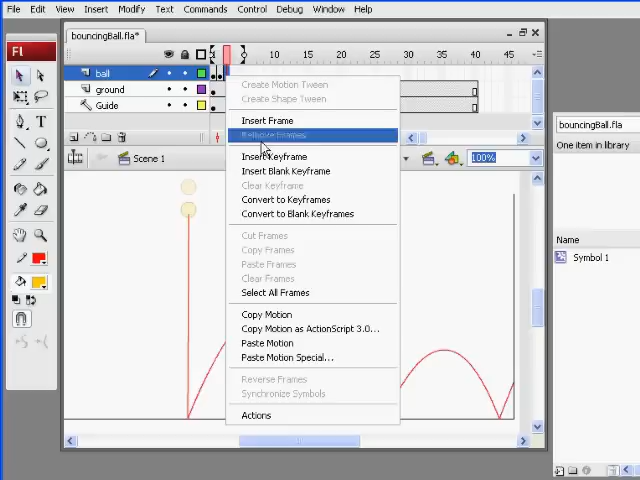 File Edit View Insert Modify Text Commands Control Debug Window Help
Fl
bouncingBall.fla*
5 10 15 20 25 30 35 40 45
ball
ground
Guide
Scene 1
100%
Create Motion Tween
Create Shape Tween
Insert Frame
Remove Frames
Insert Keyframe
Insert Blank Keyframe
Clear Keyframe
Convert to Keyframes
Convert to Blank Keyframes
Cut Frames
Copy Frames
Paste Frames
Clear Frames
Select All Frames
Copy Motion
Copy Motion as ActionScript 3.0...
Paste Motion
Paste Motion Special...
Reverse Frames
Synchronize Symbols
Actions
bouncingBall.fla
One item in library
Name
Symbol 1